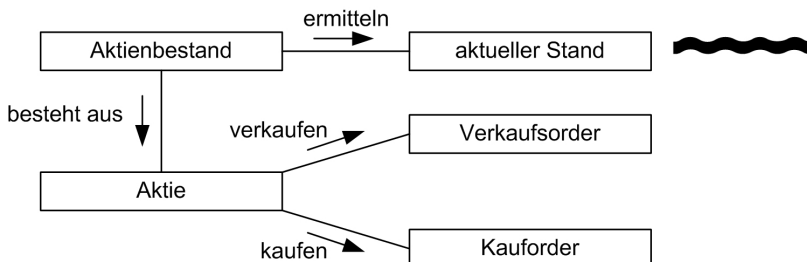 ermitteln
Aktienbestand
aktueller Stand
besteht aus
verkaufen
Verkaufsorder
Aktie
kaufen
Kauforder